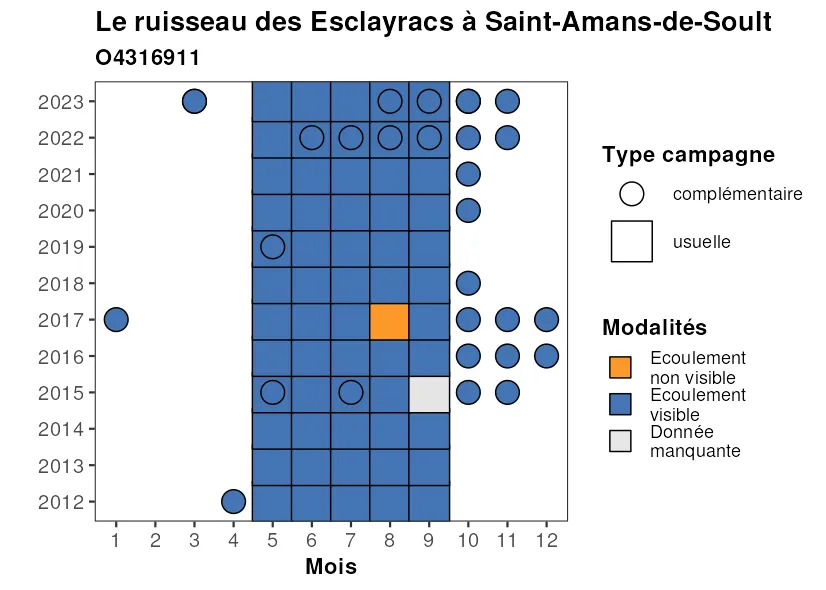 Le ruisseau des Esclayracs à Saint-Amans-de-Soult
O4316911
2023
2022
2021
2020
2019
2018
2017
2016
2015
2014
2013
2012
1 2 3 4 5 6 7 8 9 10 11 12
Mois
Type campagne
complémentaire
usuelle
Modalités
Ecoulement
non visible
Ecoulement
visible
Donnée
manquante